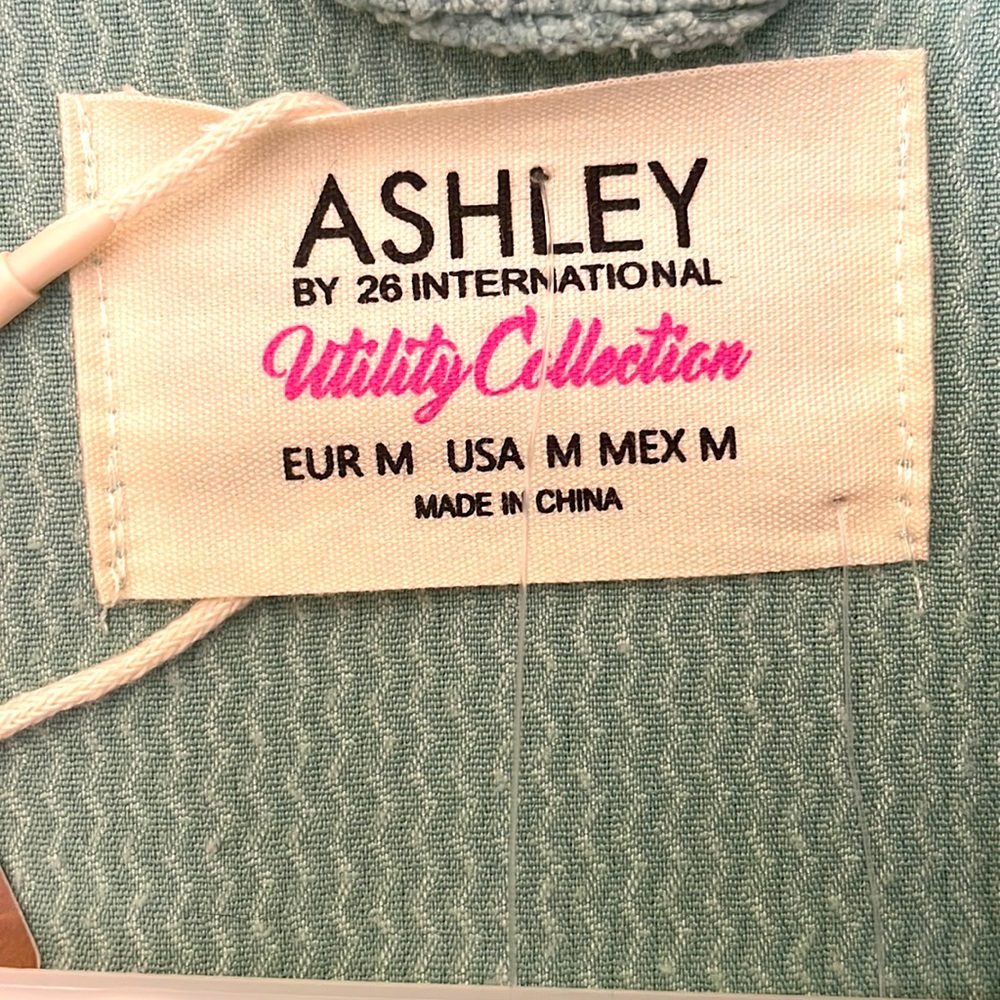 ASHLEY
BY 26 INTERNATIONAL
Utility Collection
EUR M USA M MEX M
MADE IN CHINA